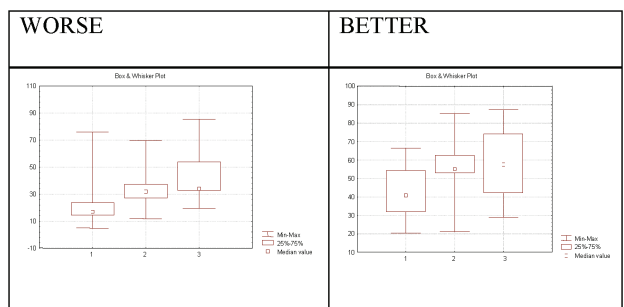 WORSE
BETTER
Box & Whisker Plot
110
90
70
50
30
10
-10
1 2 3
Min-Max
25%-75%
Median value
Box & Whisker Plot
100
90
80
70
60
50
40
30
20
10
1 2 3
Min-Max
25%-75%
Median value